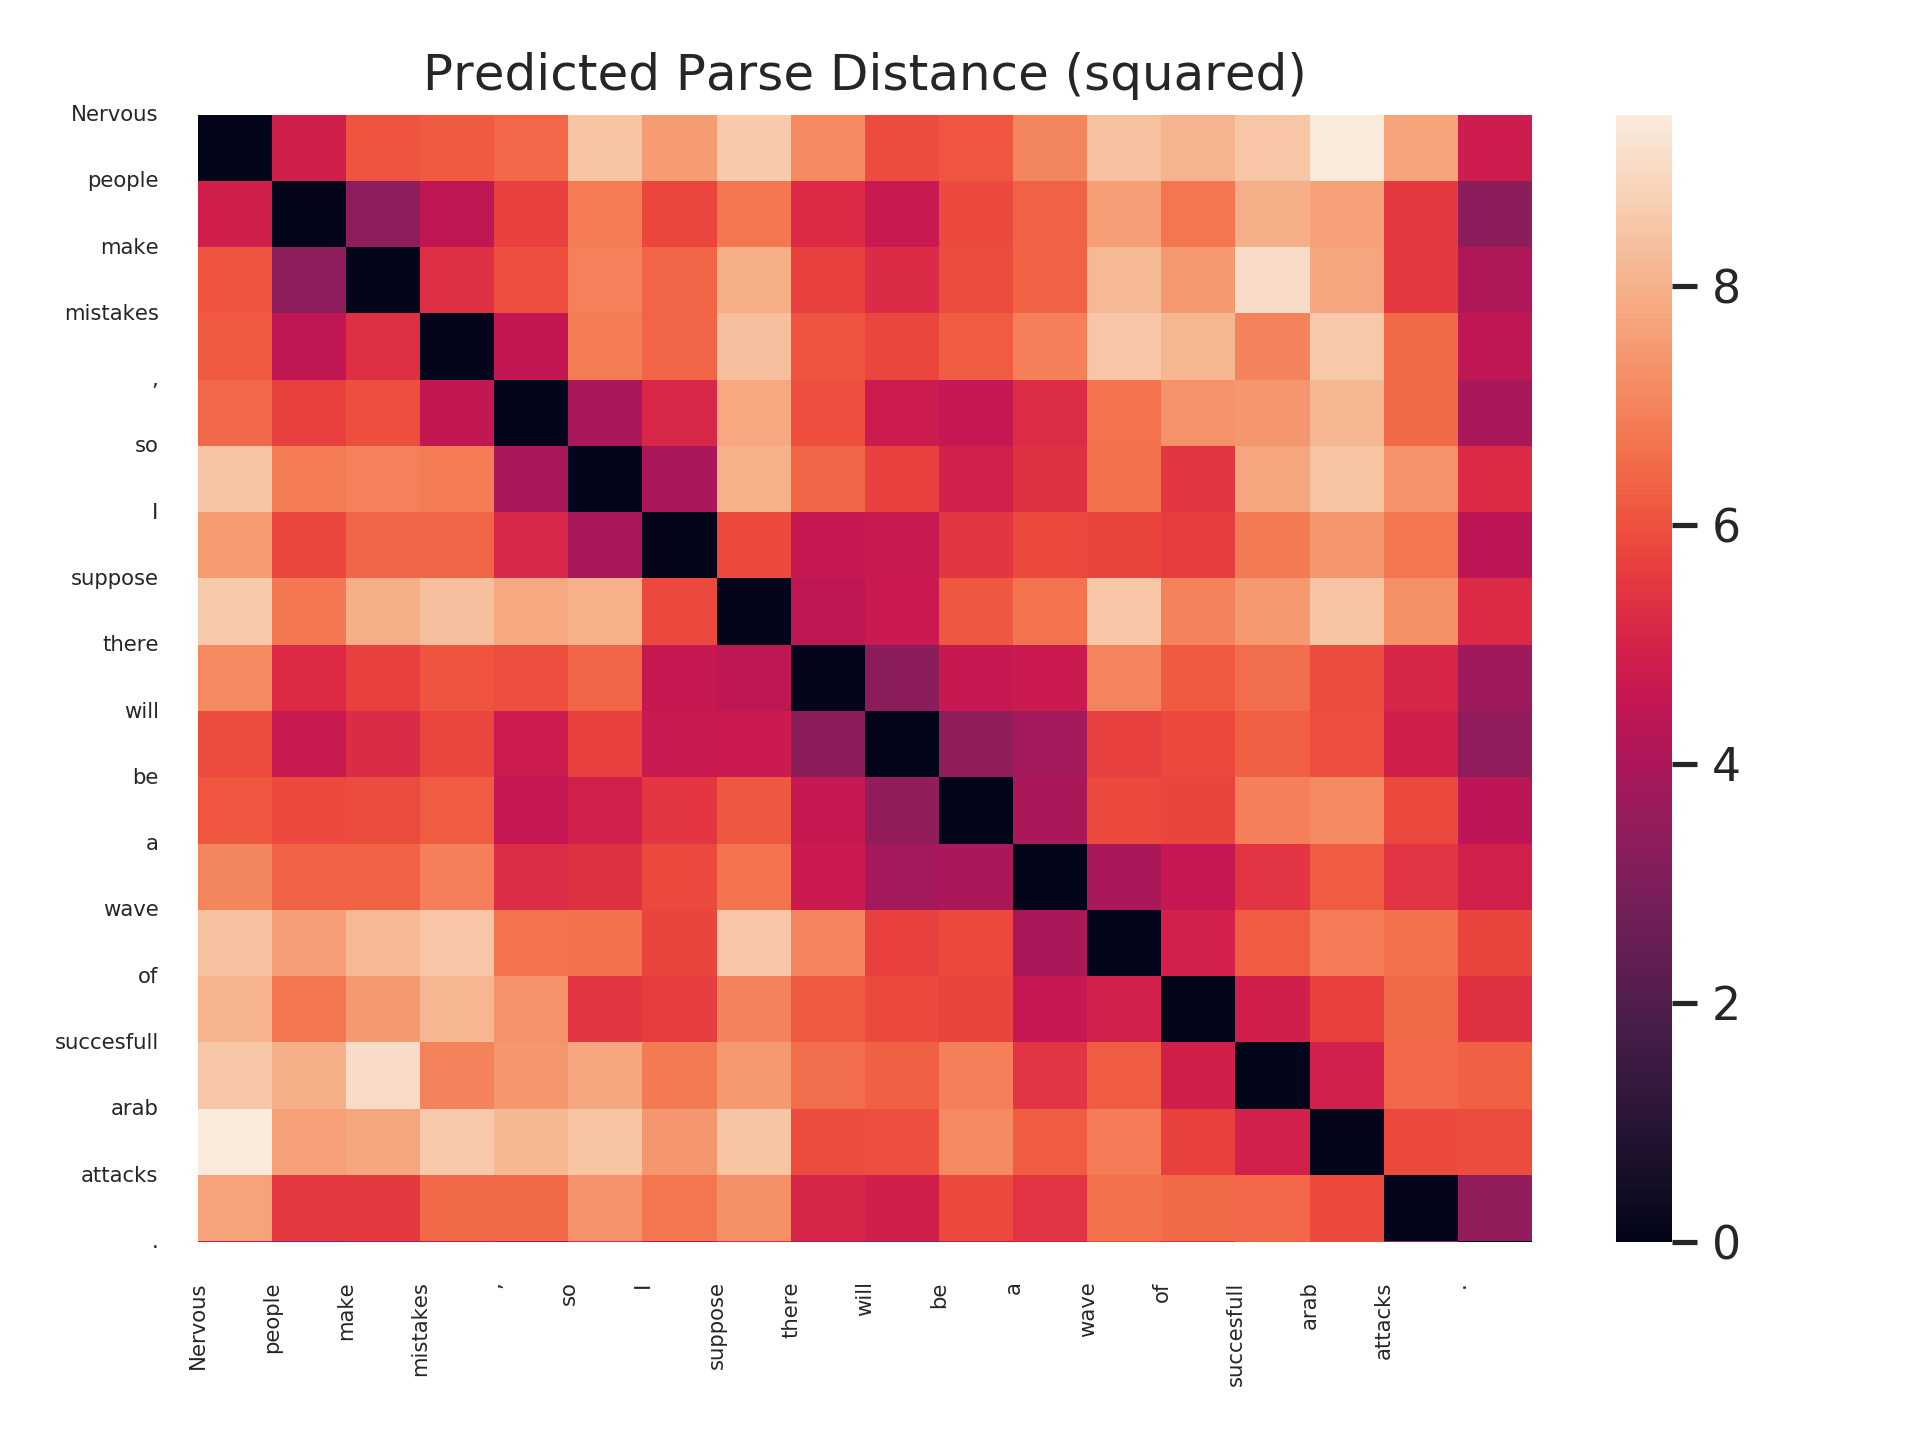 Predicted Parse Distance (squared)
Nervous
people
make
mistakes
,
so
I
suppose
there
will
be
a
wave
of
succesfull
arab
attacks
.
8
6
4
2
0
Nervous people make mistakes , so I suppose there will be a wave of succesfull arab attacks .